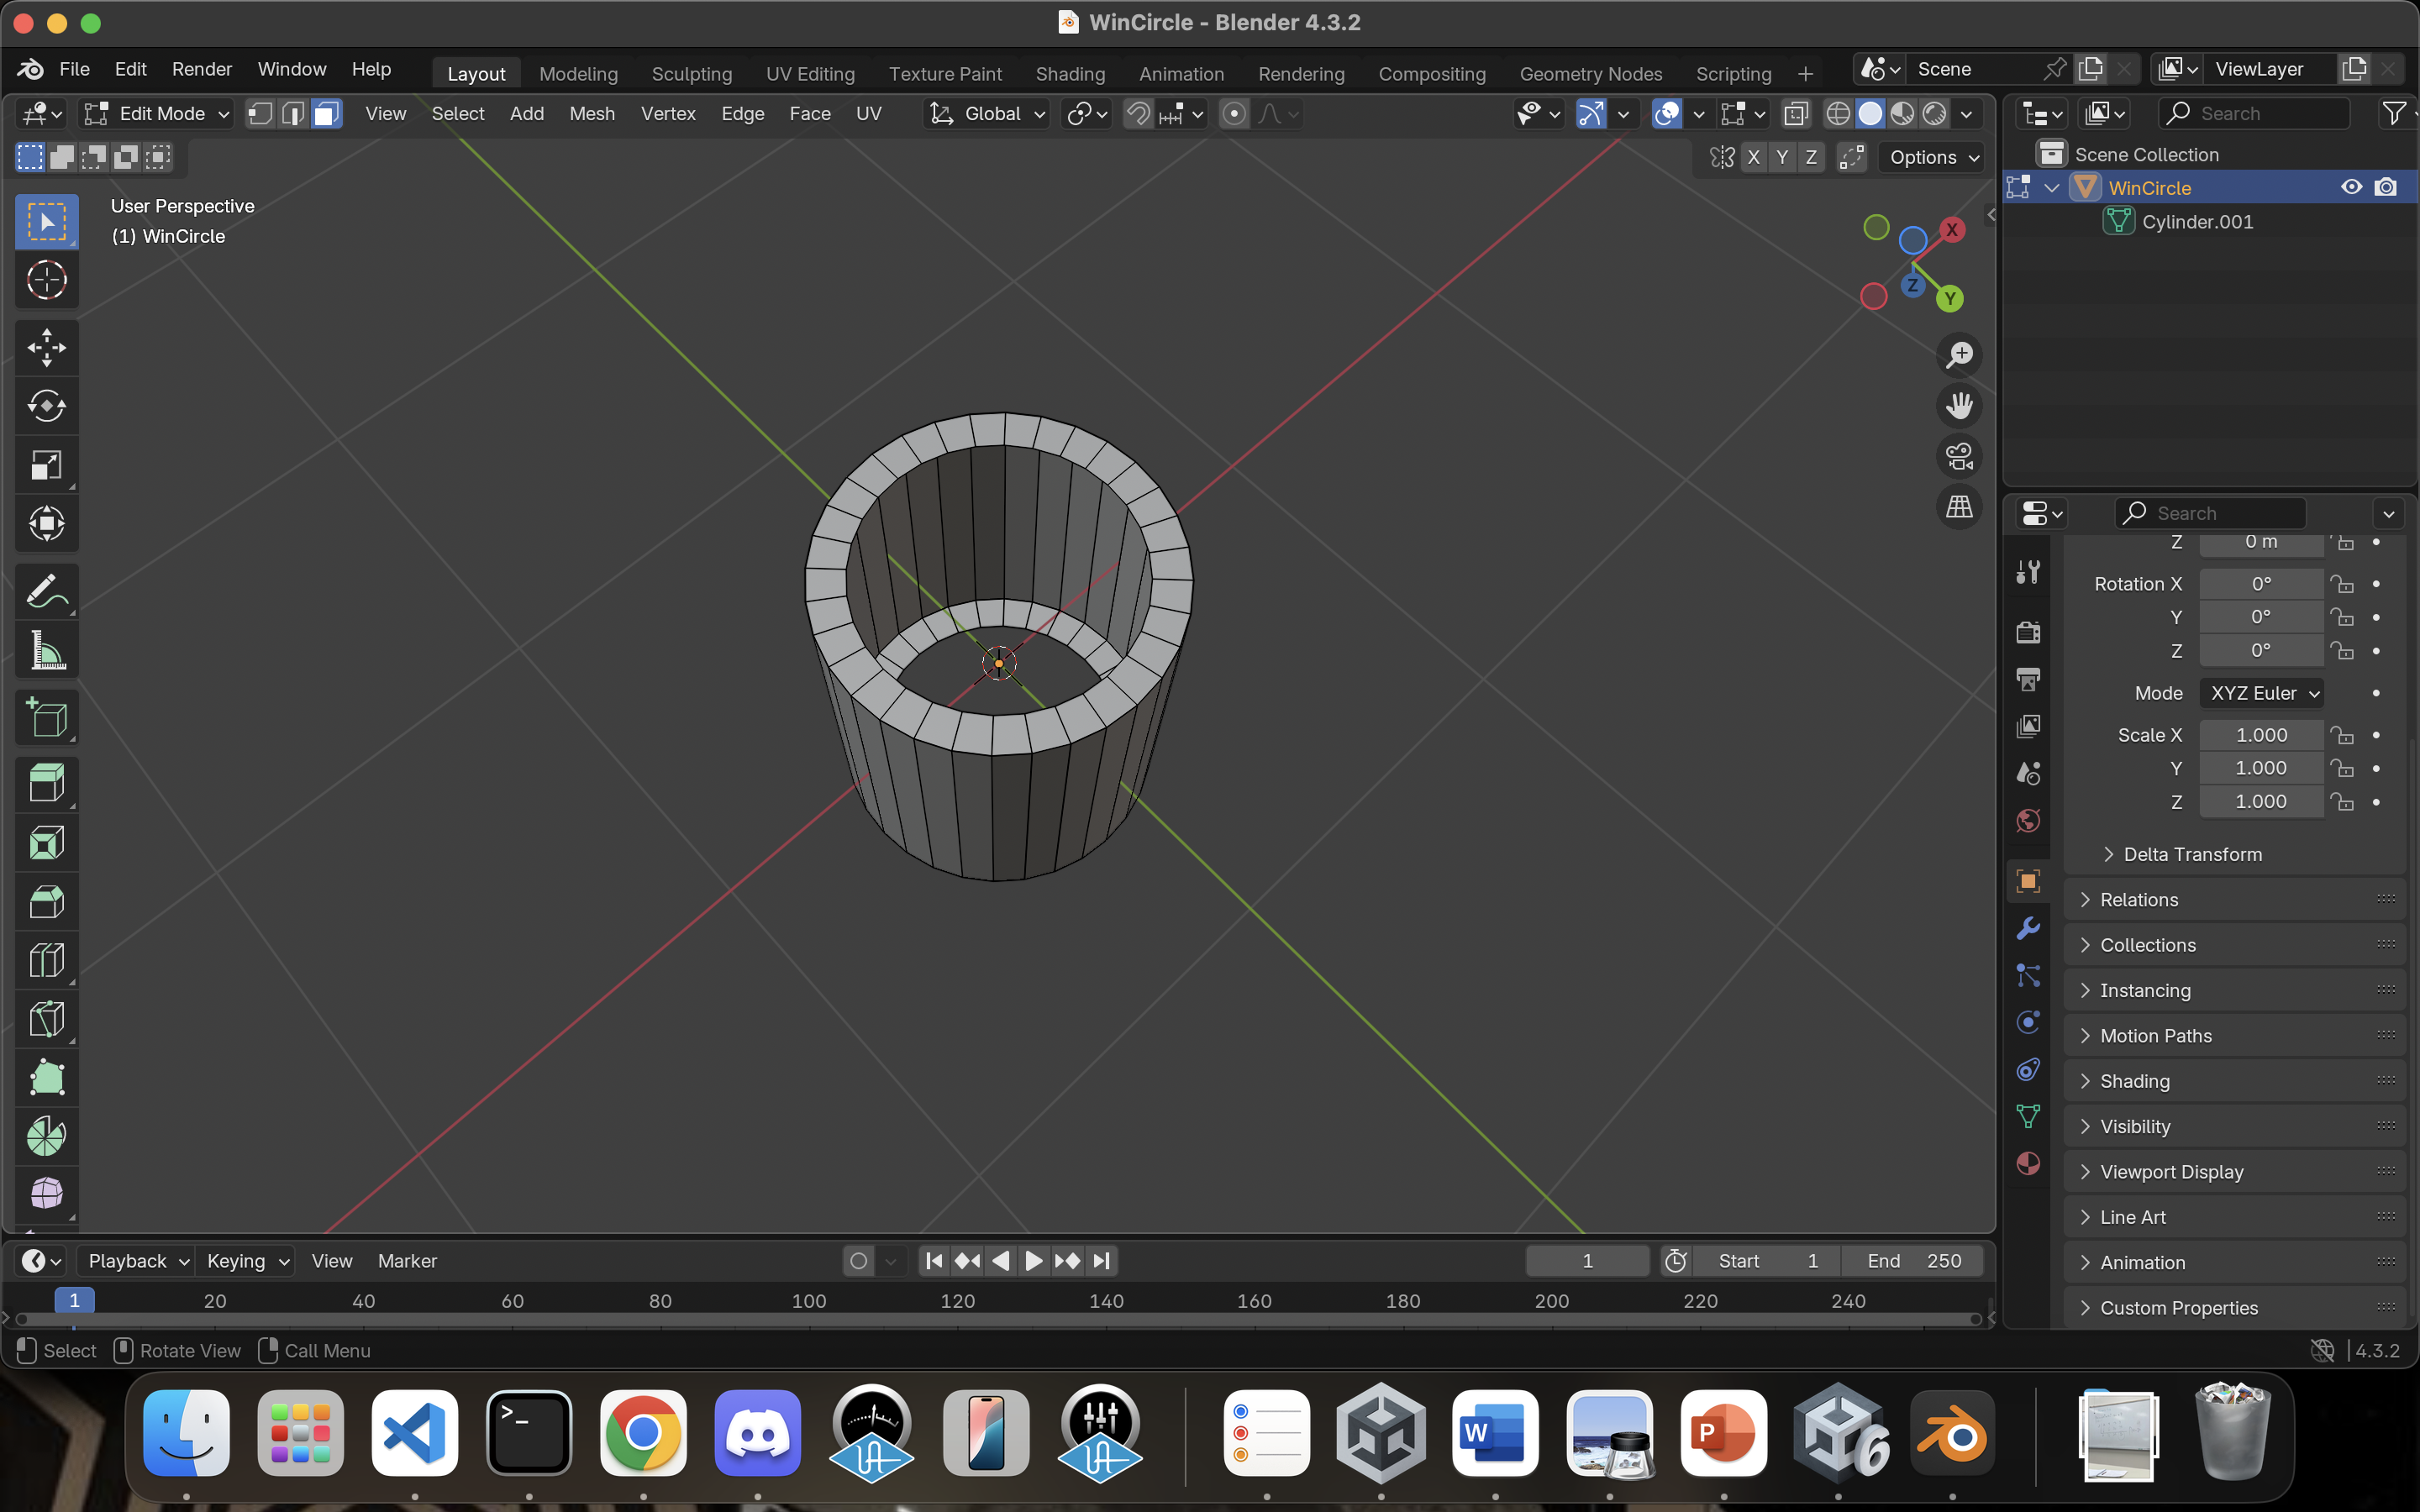 WinCircle - Blender 4.3.2
File Edit Render Window Help Layout Modeling Sculpting UV Editing Texture Paint Shading Animation Rendering Compositing Geometry Nodes Scripting + Scene ViewLayer
Edit Mode View Select Add Mesh Vertex Edge Face UV Global Search
X Y Z Options
Scene Collection
WinCircle
Cylinder.001
User Perspective
(1) WinCircle
X
Z
Y
Search
Z 0 m
Rotation X 0°
Y 0°
Z 0°
Mode XYZ Euler
Scale X 1.000
Y 1.000
Z 1.000
Delta Transform
Relations
Collections
Instancing
Motion Paths
Shading
Visibility
Viewport Display
Line Art
Animation
Custom Properties
Playback Keying View Marker 1 Start 1 End 250
1 20 40 60 80 100 120 140 160 180 200 220 240
Select Rotate View Call Menu 4.3.2
>_ W P 6